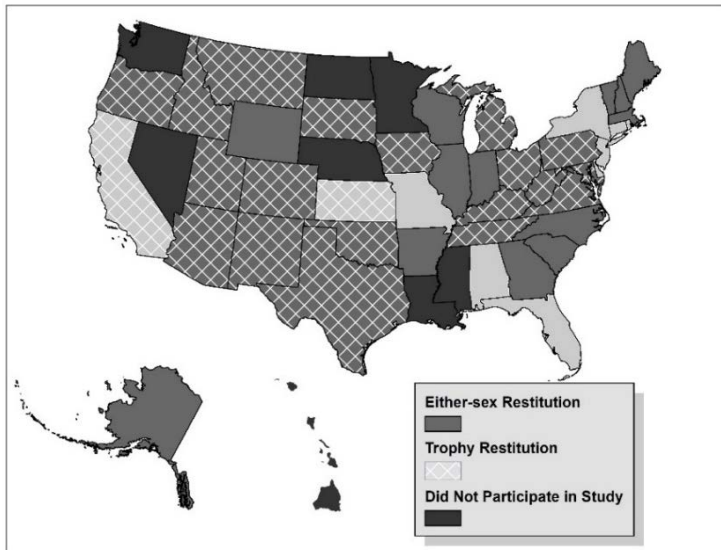 Either-sex Restitution
Trophy Restitution
Did Not Participate in Study